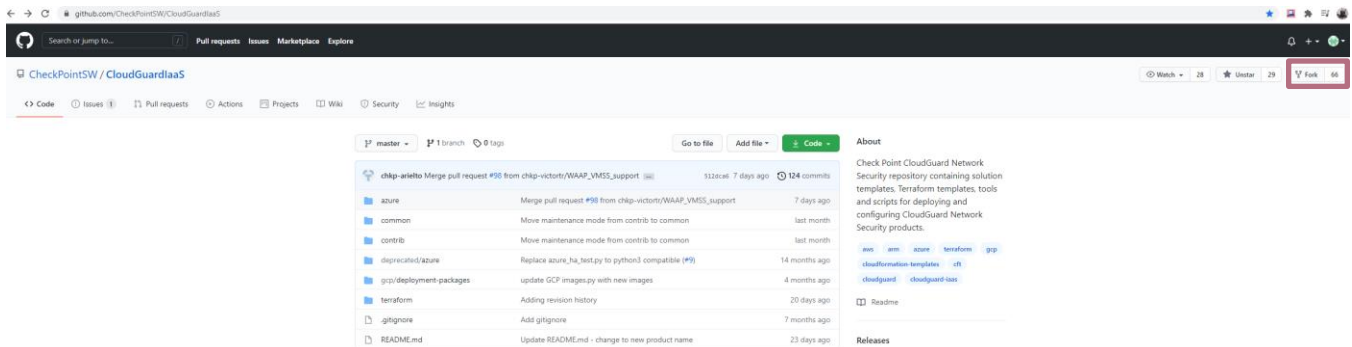 github.com/CheckPointSW/CloudGuardIaaS
Search or jump to... / Pull requests Issues Marketplace Explore
CheckPointSW / CloudGuardIaaS Watch 28 Unstar 29 Fork 66
Code Issues 1 Pull requests Actions Projects Wiki Security Insights
master 1 branch 0 tags Go to file Add file Code
chkp-arielto Merge pull request #98 from chkp-victortr/WAAP_VMSS_support ... 7 days ago 124 commits
azure Merge pull request #98 from chkp-victortr/WAAP_VMSS_support 7 days ago
common Move maintenance mode from contrib to common last month
contrib Move maintenance mode from contrib to common last month
deprecated/azure Replace azure_ha_test.py to python3 compatible (#9) 14 months ago
gcp/deployment-packages update GCP images.py with new images 4 months ago
terraform Adding revision history 20 days ago
.gitignore Add gitignore 7 months ago
README.md Update README.md - change to new product name 23 days ago
About
Check Point CloudGuard Network
Security repository containing solution
templates, Terraform templates, tools
and scripts for deploying and
configuring CloudGuard Network
Security products.
aws arm azure terraform gcp
cloudformation-templates cft
cloudguard cloudguard-iaas
Readme
Releases